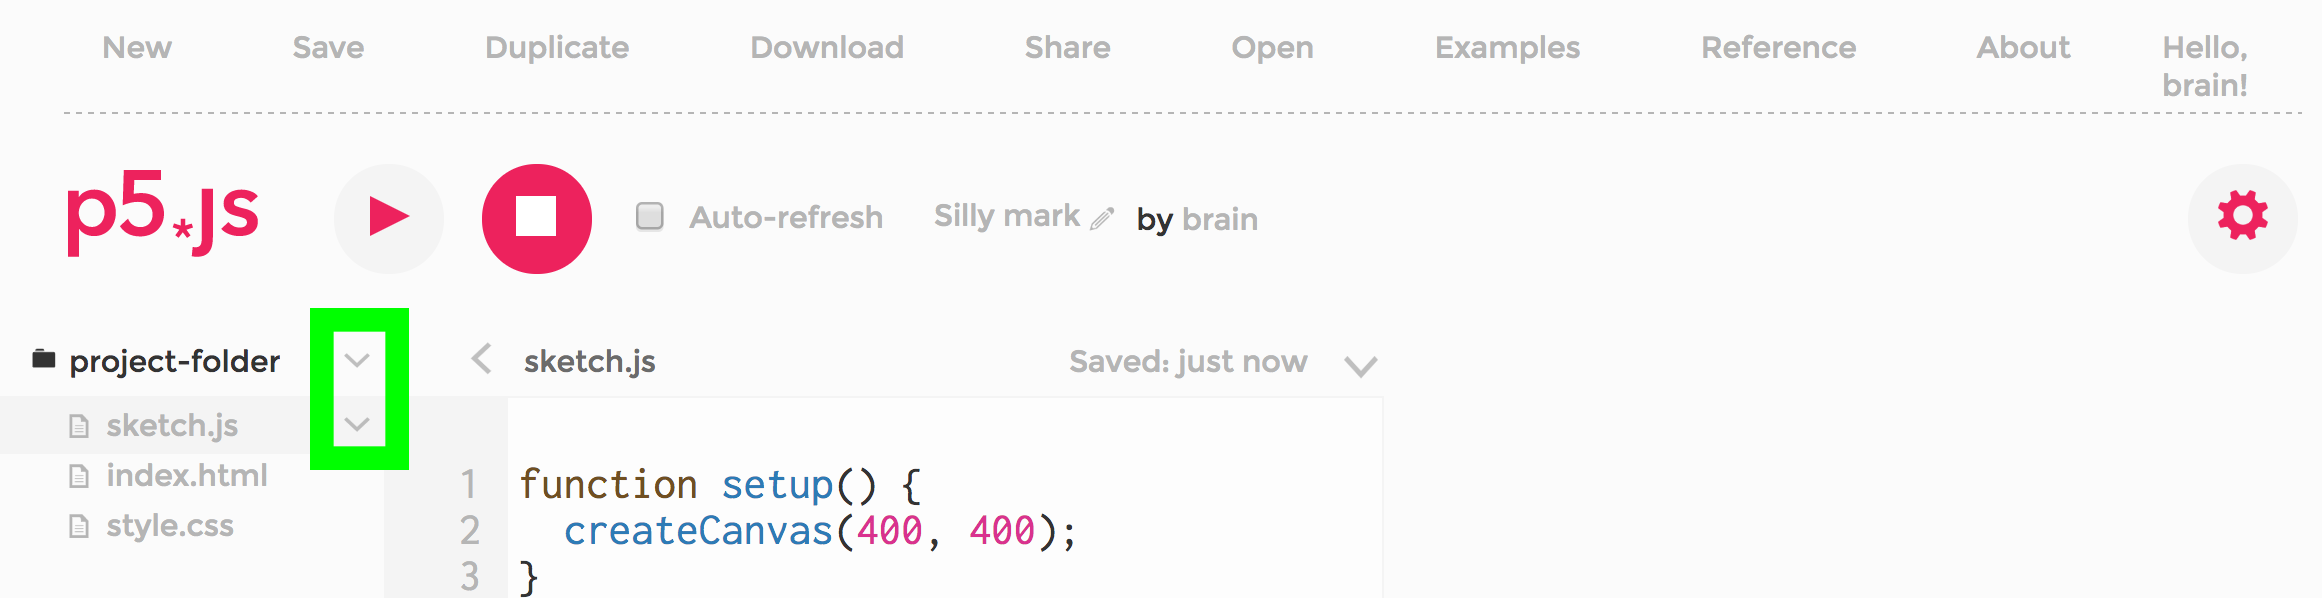 New Save Duplicate Download Share Open Examples Reference About Hello,
brain!
p5*js Auto-refresh Silly mark by brain
project-folder sketch.js Saved: just now
sketch.js
index.html
style.css
1 function setup() {
2 createCanvas(400, 400);
3 }